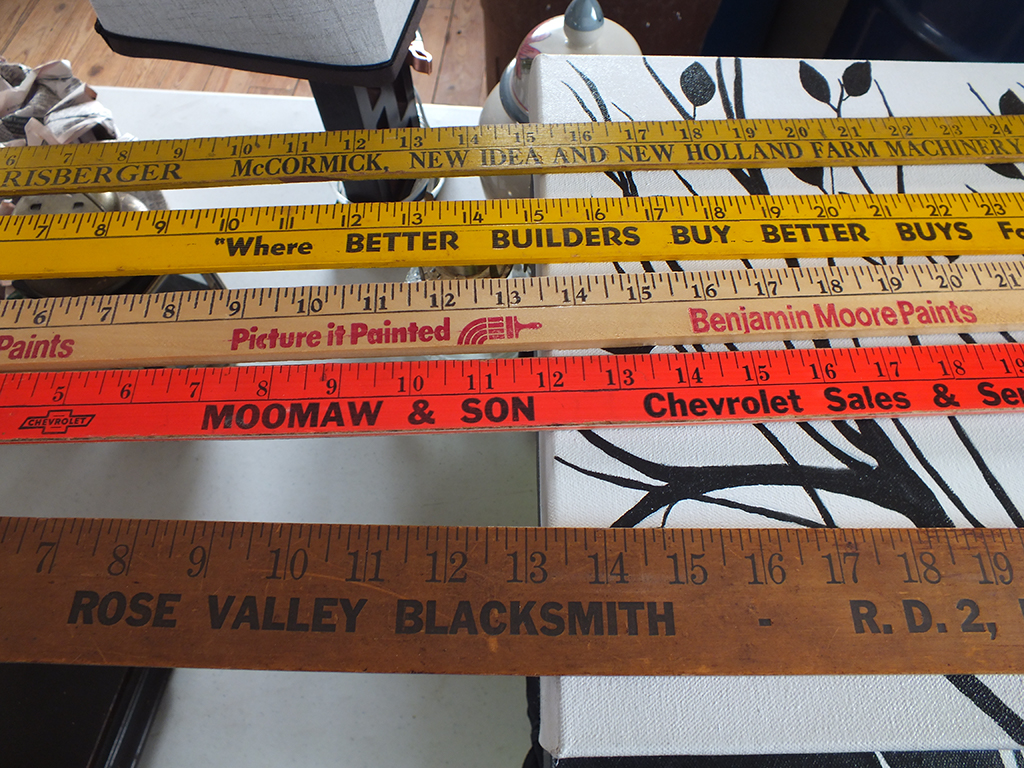 6 7 8 9 10 11 12 13 14 15 16 17 18 19 20 21 22 23 24
RISBERGER McCORMICK, NEW IDEA AND NEW HOLLAND FARM MACHINERY
7 8 9 10 11 12 13 14 15 16 17 18 19 20 21 22 23
"Where BETTER BUILDERS BUY BETTER BUYS Fo
6 7 8 9 10 11 12 13 14 15 16 17 18 19 20 21
Paints Picture it Painted Benjamin Moore Paints
5 6 7 8 9 10 11 12 13 14 15 16 17 18 19
CHEVROLET MOOMAW & SON Chevrolet Sales & Ser
7 8 9 10 11 12 13 14 15 16 17 18 19
ROSE VALLEY BLACKSMITH - R. D. 2,